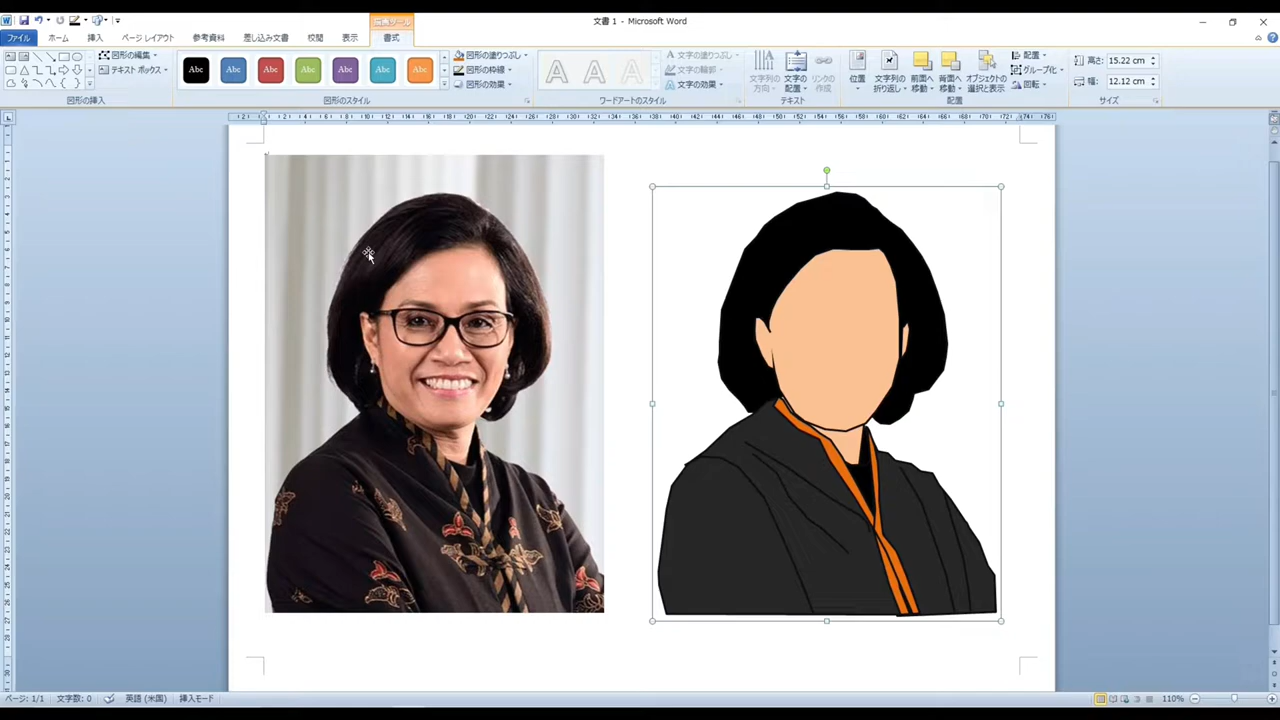 文書 1 - Microsoft Word
描画ツール
ファイル ホーム 挿入 ページ レイアウト 参考資料 差し込み文書 校閲 表示 書式
図形の編集
テキスト ボックス
図形の挿入
Abc Abc Abc Abc Abc Abc Abc
図形のスタイル
図形の塗りつぶし
図形の枠線
図形の効果
A A A
ワードアートのスタイル
文字の塗りつぶし
文字の輪郭
文字の効果
文字列の方向
文字の配置
リンクの作成
テキスト
位置
文字列の折り返し
前面へ移動
背面へ移動
オブジェクトの選択と表示
配置
グループ化
回転
配置
高さ: 15.22 cm
幅: 12.12 cm
サイズ
ページ: 1/1 文字数: 0 英語 (米国) 挿入モード 110%